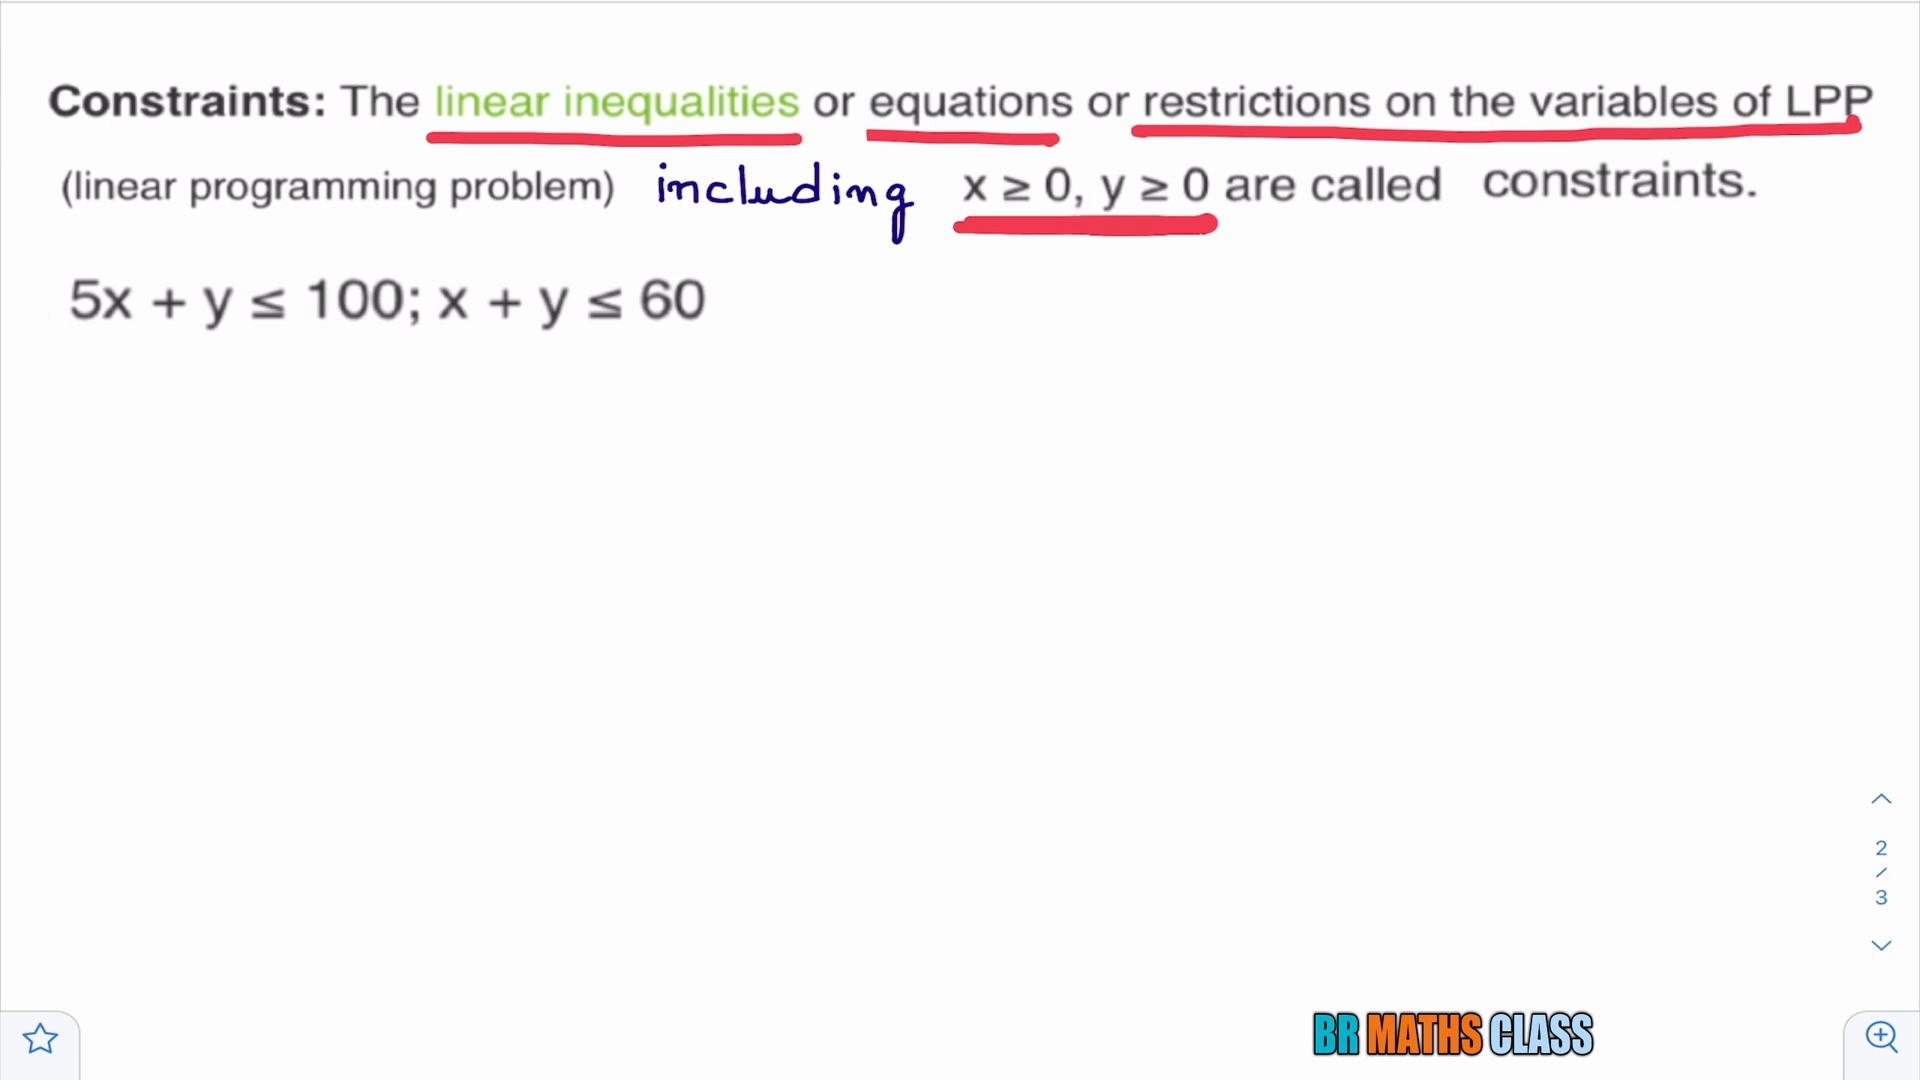 Constraints: The linear inequalities or equations or restrictions on the variables of LPP
(linear programming problem) including x ≥ 0, y ≥ 0 are called constraints.
5x + y ≤ 100; x + y ≤ 60
2
/
3
BR MATHS CLASS